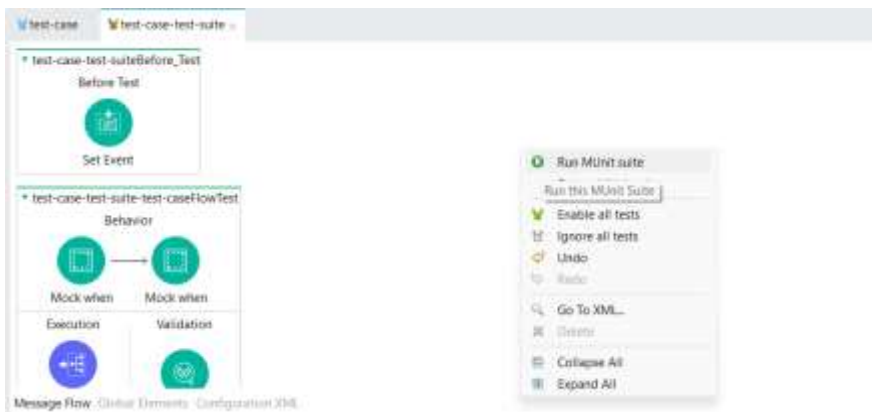 test-case test-case-test-suite
test-case-test-suiteBefore_Test
Before Test
Set Event
test-case-test-suite-test-caseFlowTest
Behavior
Mock when Mock when
Execution Validation
Message Flow Global Elements Configuration XML
Run MUnit suite
Run this MUnit Suite
Enable all tests
Ignore all tests
Undo
Redo
Go To XML...
Delete
Collapse All
Expand All